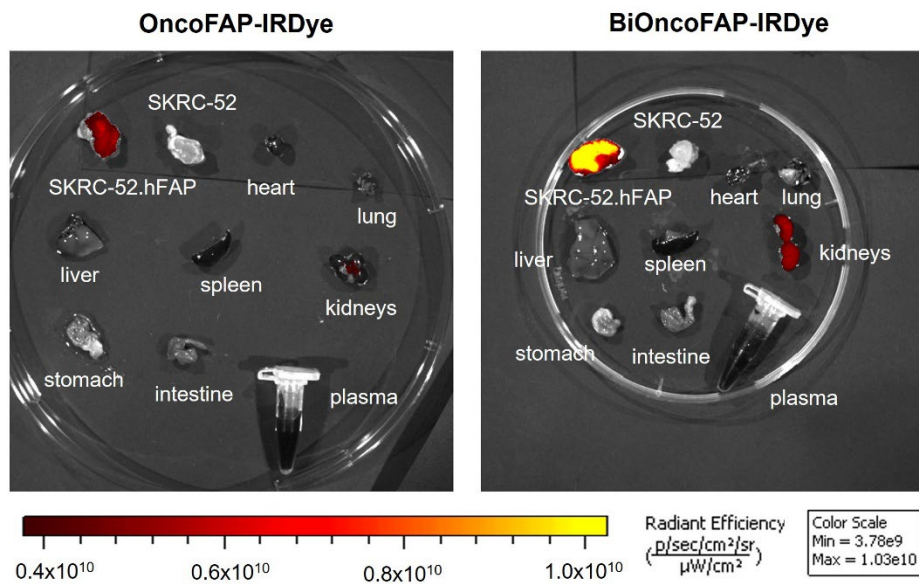 OncoFAP-IRDye
BiOncoFAP-IRDye
SKRC-52
SKRC-52.hFAP
heart
lung
liver
spleen
kidneys
stomach
intestine
plasma
SKRC-52
SKRC-52.hFAP
heart
lung
liver
spleen
kidneys
stomach
intestine
plasma
0.4x10¹⁰
0.6x10¹⁰
0.8x10¹⁰
1.0x10¹⁰
Radiant Efficiency
(p/sec/cm²/sr
µW/cm²)
Color Scale
Min = 3.78e9
Max = 1.03e10